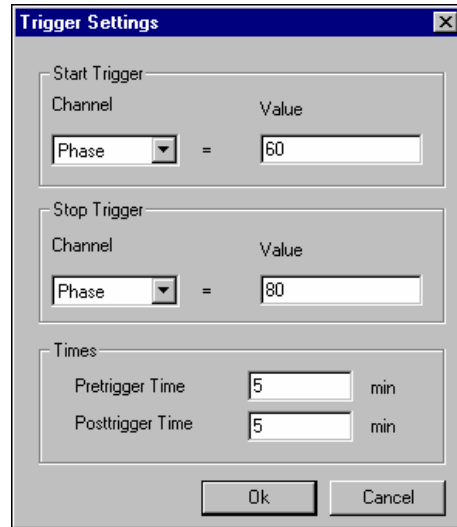 Trigger Settings
Start Trigger
Channel Value
Phase = 60
Stop Trigger
Channel Value
Phase = 80
Times
Pretrigger Time 5 min
Posttrigger Time 5 min
Ok Cancel